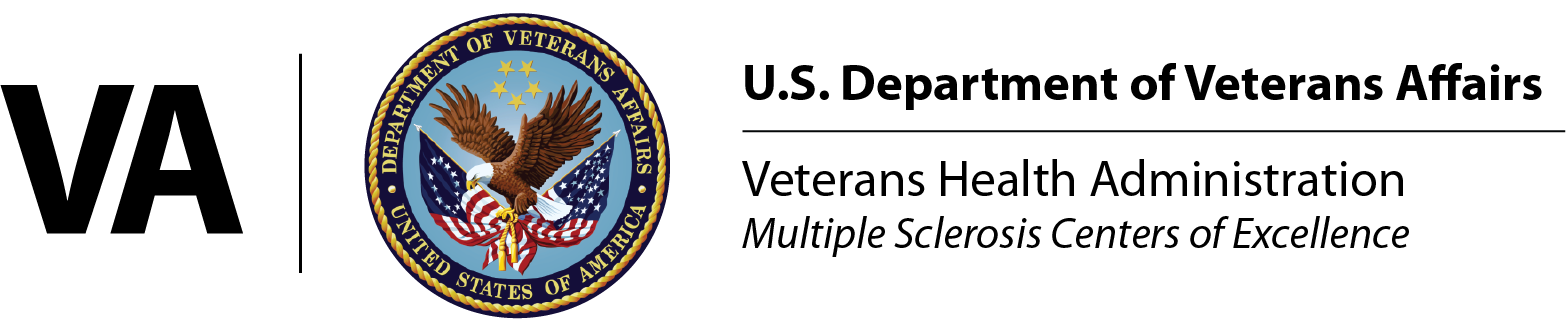 VA
DEPARTMENT OF VETERANS AFFAIRS
UNITED STATES OF AMERICA
U.S. Department of Veterans Affairs
Veterans Health Administration
Multiple Sclerosis Centers of Excellence